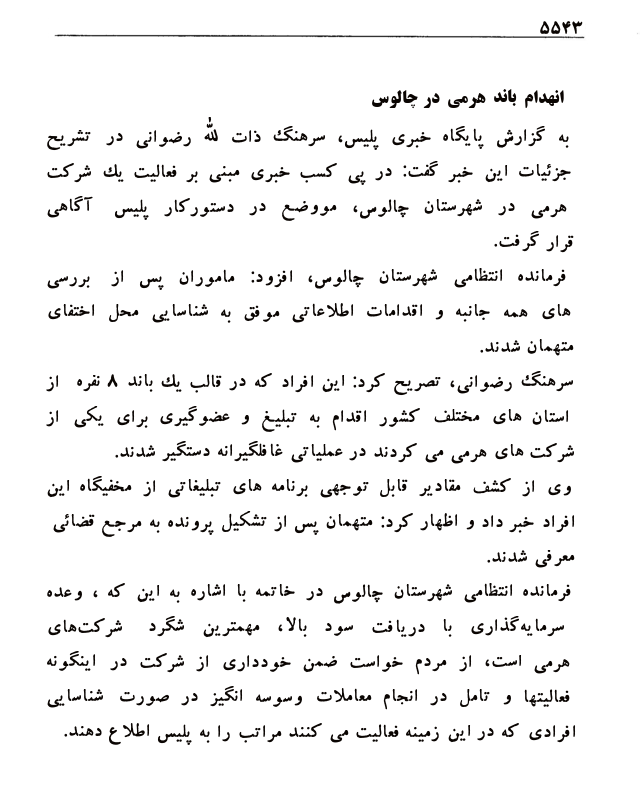 ۵۵۴۳
انهدام باند هرمی در چالوس
به گزارش پایگاه خبری پلیس، سرهنگ ذات الله رضوانی در تشریح
جزئیات این خبر گفت: در پی کسب خبری مبنی بر فعالیت یك شرکت
هرمی در شهرستان چالوس، مووضع در دستورکار پلیس آگاهی
قرار گرفت.
فرمانده انتظامی شهرستان چالوس، افزود: ماموران پس از بررسی
های همه جانبه و اقدامات اطلاعاتی موفق به شناسایی محل اختفای
متهمان شدند.
سرهنگ رضوانی، تصریح کرد: این افراد که در قالب یك باند ۸ نفره از
استان های مختلف کشور اقدام به تبلیغ و عضوگیری برای یکی از
شرکت های هرمی می کردند در عملیاتی غافلگیرانه دستگیر شدند.
وی از کشف مقادیر قابل توجهی برنامه های تبلیغاتی از مخفیگاه این
افراد خبر داد و اظهار کرد: متهمان پس از تشکیل پرونده به مرجع قضائی
معرفی شدند.
فرمانده انتظامی شهرستان چالوس در خاتمه با اشاره به این که ، وعده
سرمایه‌گذاری با دریافت سود بالا، مهمترین شگرد شرکت‌های
هرمی است، از مردم خواست ضمن خودداری از شرکت در اینگونه
فعالیتها و تامل در انجام معاملات وسوسه انگیز در صورت شناسایی
افرادی که در این زمینه فعالیت می کنند مراتب را به پلیس اطلاع دهند.